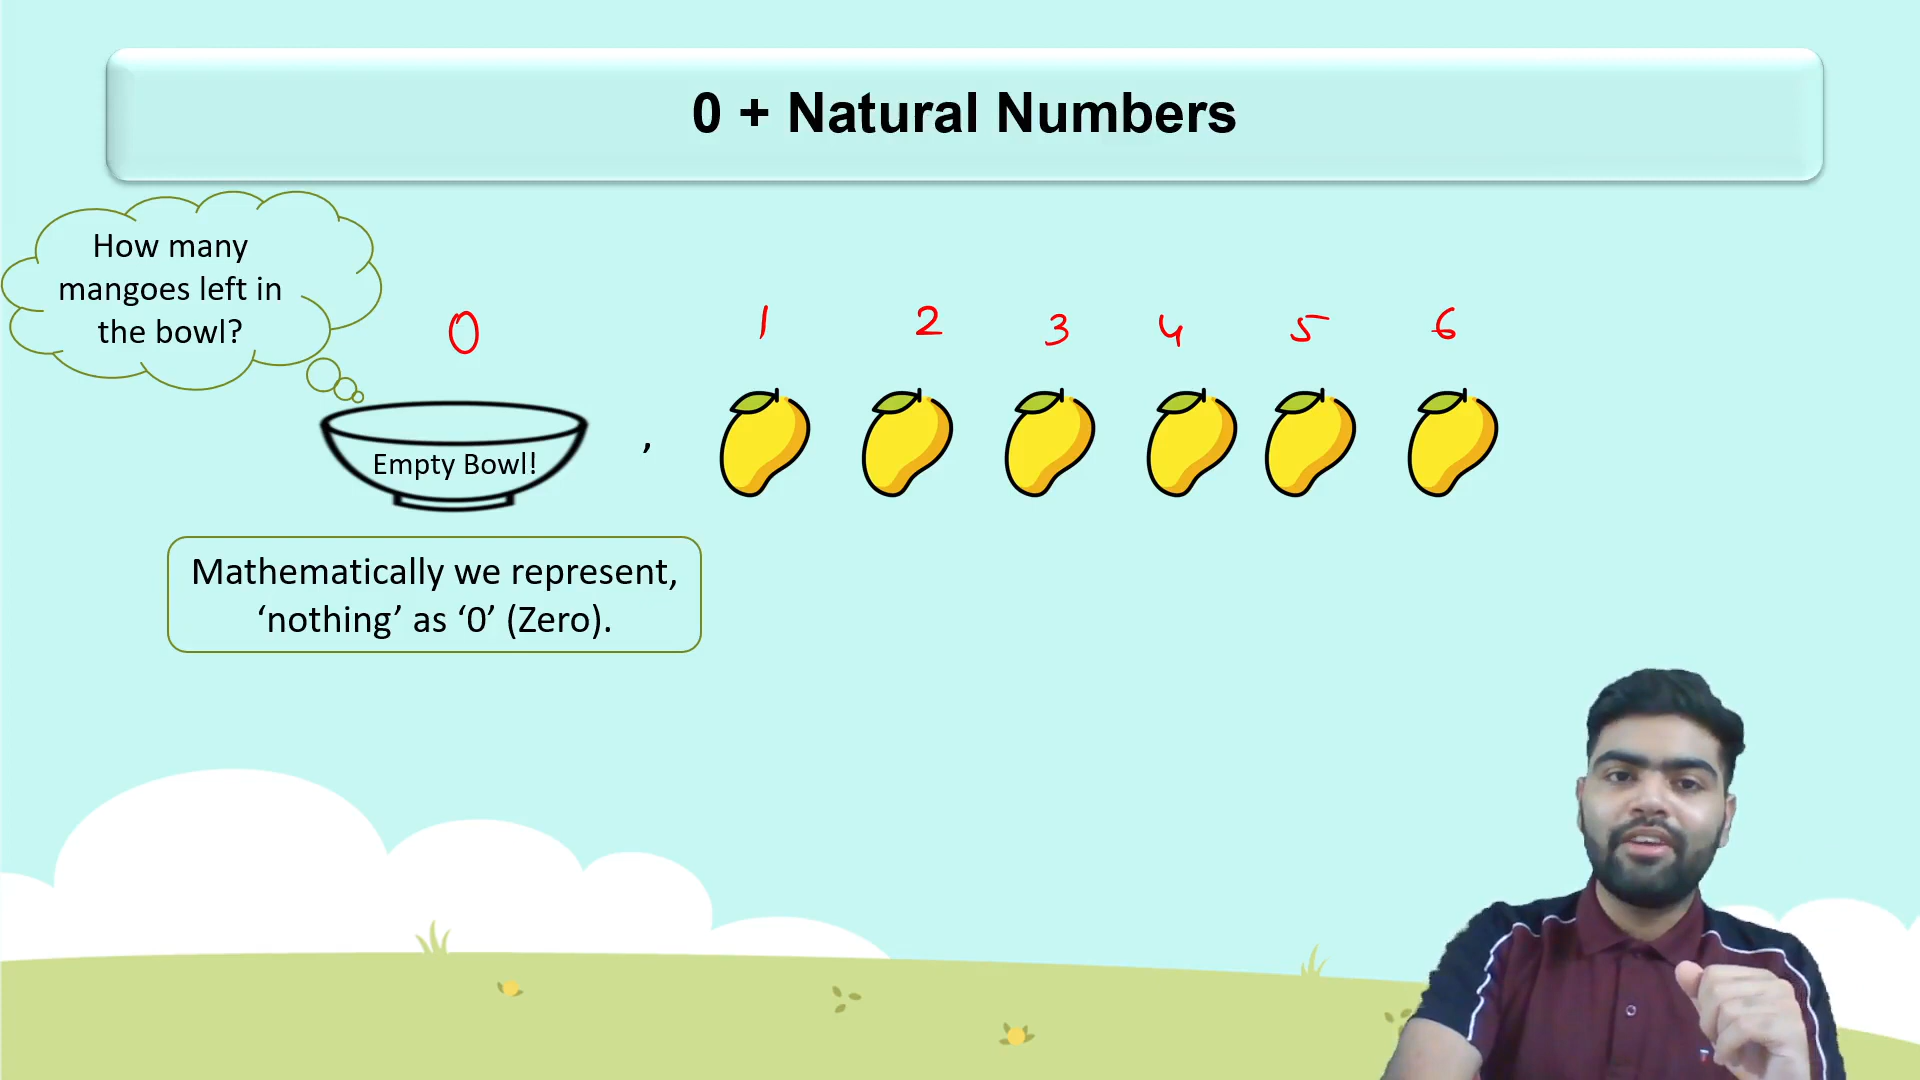 0 + Natural Numbers
How many
mangoes left in
the bowl?
0 1 2 3 4 5 6
Empty Bowl! ,
Mathematically we represent,
‘nothing’ as ‘0’ (Zero).